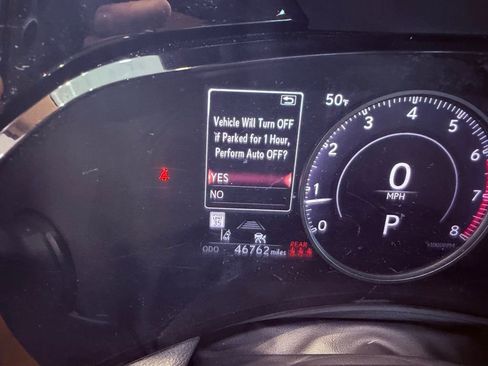 50°F
Vehicle Will Turn OFF
if Parked for 1 Hour,
Perform Auto OFF?
YES
NO
0
1
2
3
4
5
6
7
8
0
MPH
P
x1000RPM
ODO 46762 miles
REAR